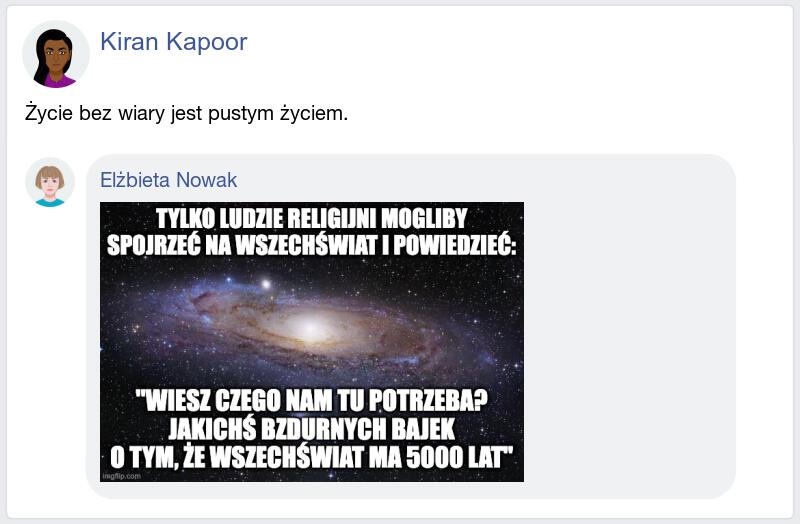 Kiran Kapoor
Życie bez wiary jest pustym życiem.
Elżbieta Nowak
TYLKO LUDZIE RELIGIJNI MOGLIBY
SPOJRZEĆ NA WSZECHŚWIAT I POWIEDZIEĆ:
"WIESZ CZEGO NAM TU POTRZEBA?
JAKICHŚ BZDURNYCH BAJEK
O TYM, ŻE WSZECHŚWIAT MA 5000 LAT"
imgflip.com